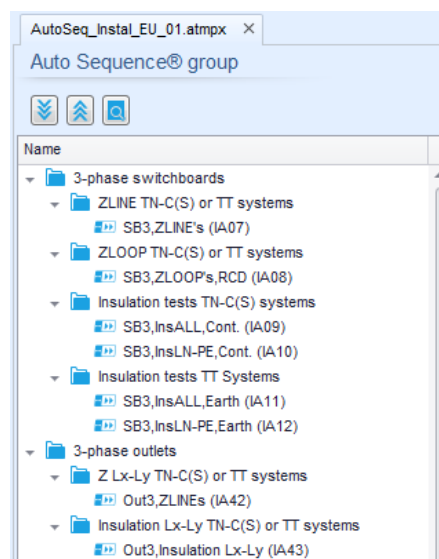 AutoSeq_Instal_EU_01.atmpx
Auto Sequence® group
Name
3-phase switchboards
ZLINE TN-C(S) or TT systems
SB3,ZLINE's (IA07)
ZLOOP TN-C(S) or TT systems
SB3,ZLOOP's,RCD (IA08)
Insulation tests TN-C(S) systems
SB3,InsALL,Cont. (IA09)
SB3,InsLN-PE,Cont. (IA10)
Insulation tests TT Systems
SB3,InsALL,Earth (IA11)
SB3,InsLN-PE,Earth (IA12)
3-phase outlets
Z Lx-Ly TN-C(S) or TT systems
Out3,ZLINEs (IA42)
Insulation Lx-Ly TN-C(S) or TT systems
Out3,Insulation Lx-Ly (IA43)